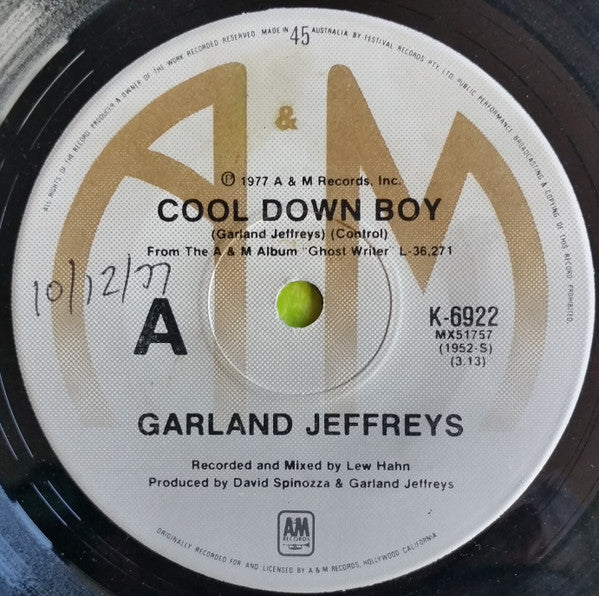 ALL RIGHTS OF THE RECORD PRODUCER & OWNER OF THE WORK RECORDED RESERVED MADE IN 45 AUSTRALIA BY FESTIVAL RECORDS PTY. LTD. PUBLIC PERFORMANCE BROADCASTING & COPYING OF THIS RECORD PROHIBITED.
A & M
℗ 1977 A & M Records, Inc.
COOL DOWN BOY
(Garland Jeffreys) (Control)
From The A & M Album "Ghost Writer" L-36,271
10/12/77
A
K-6922
MX51757
(1952-S)
(3.13)
GARLAND JEFFREYS
Recorded and Mixed by Lew Hahn
Produced by David Spinozza & Garland Jeffreys
A&M
RECORDS
ORIGINALLY RECORDED FOR AND LICENSED BY A & M RECORDS, HOLLYWOOD CALIFORNIA